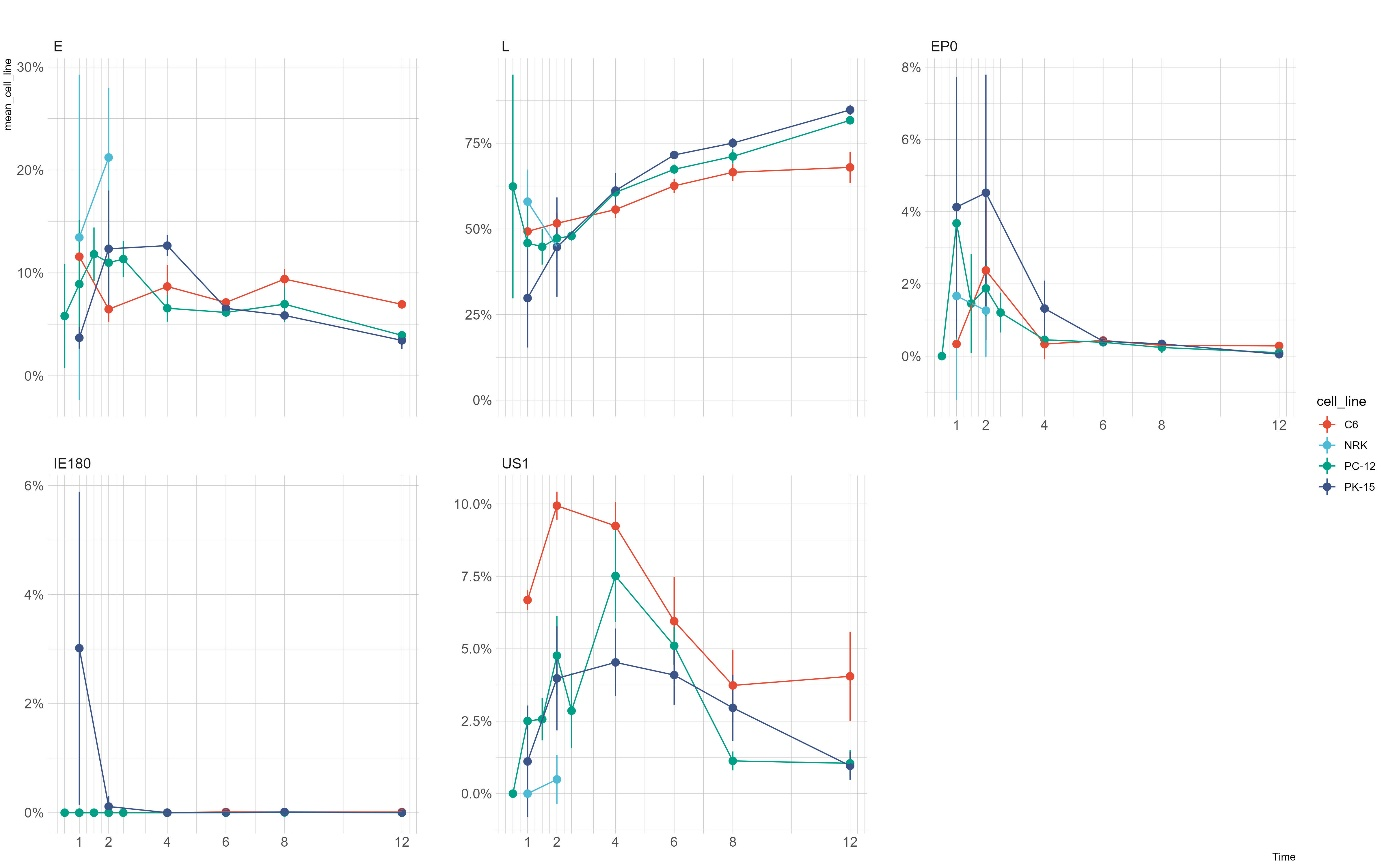 E
L
EP0
mean_cell_line
30%
20%
10%
0%
75%
50%
25%
0%
8%
6%
4%
2%
0%
1 2 4 6 8 12
cell_line
C6
NRK
PC-12
PK-15
IE180
US1
6%
4%
2%
0%
1 2 4 6 8 12
10.0%
7.5%
5.0%
2.5%
0.0%
1 2 4 6 8 12
Time